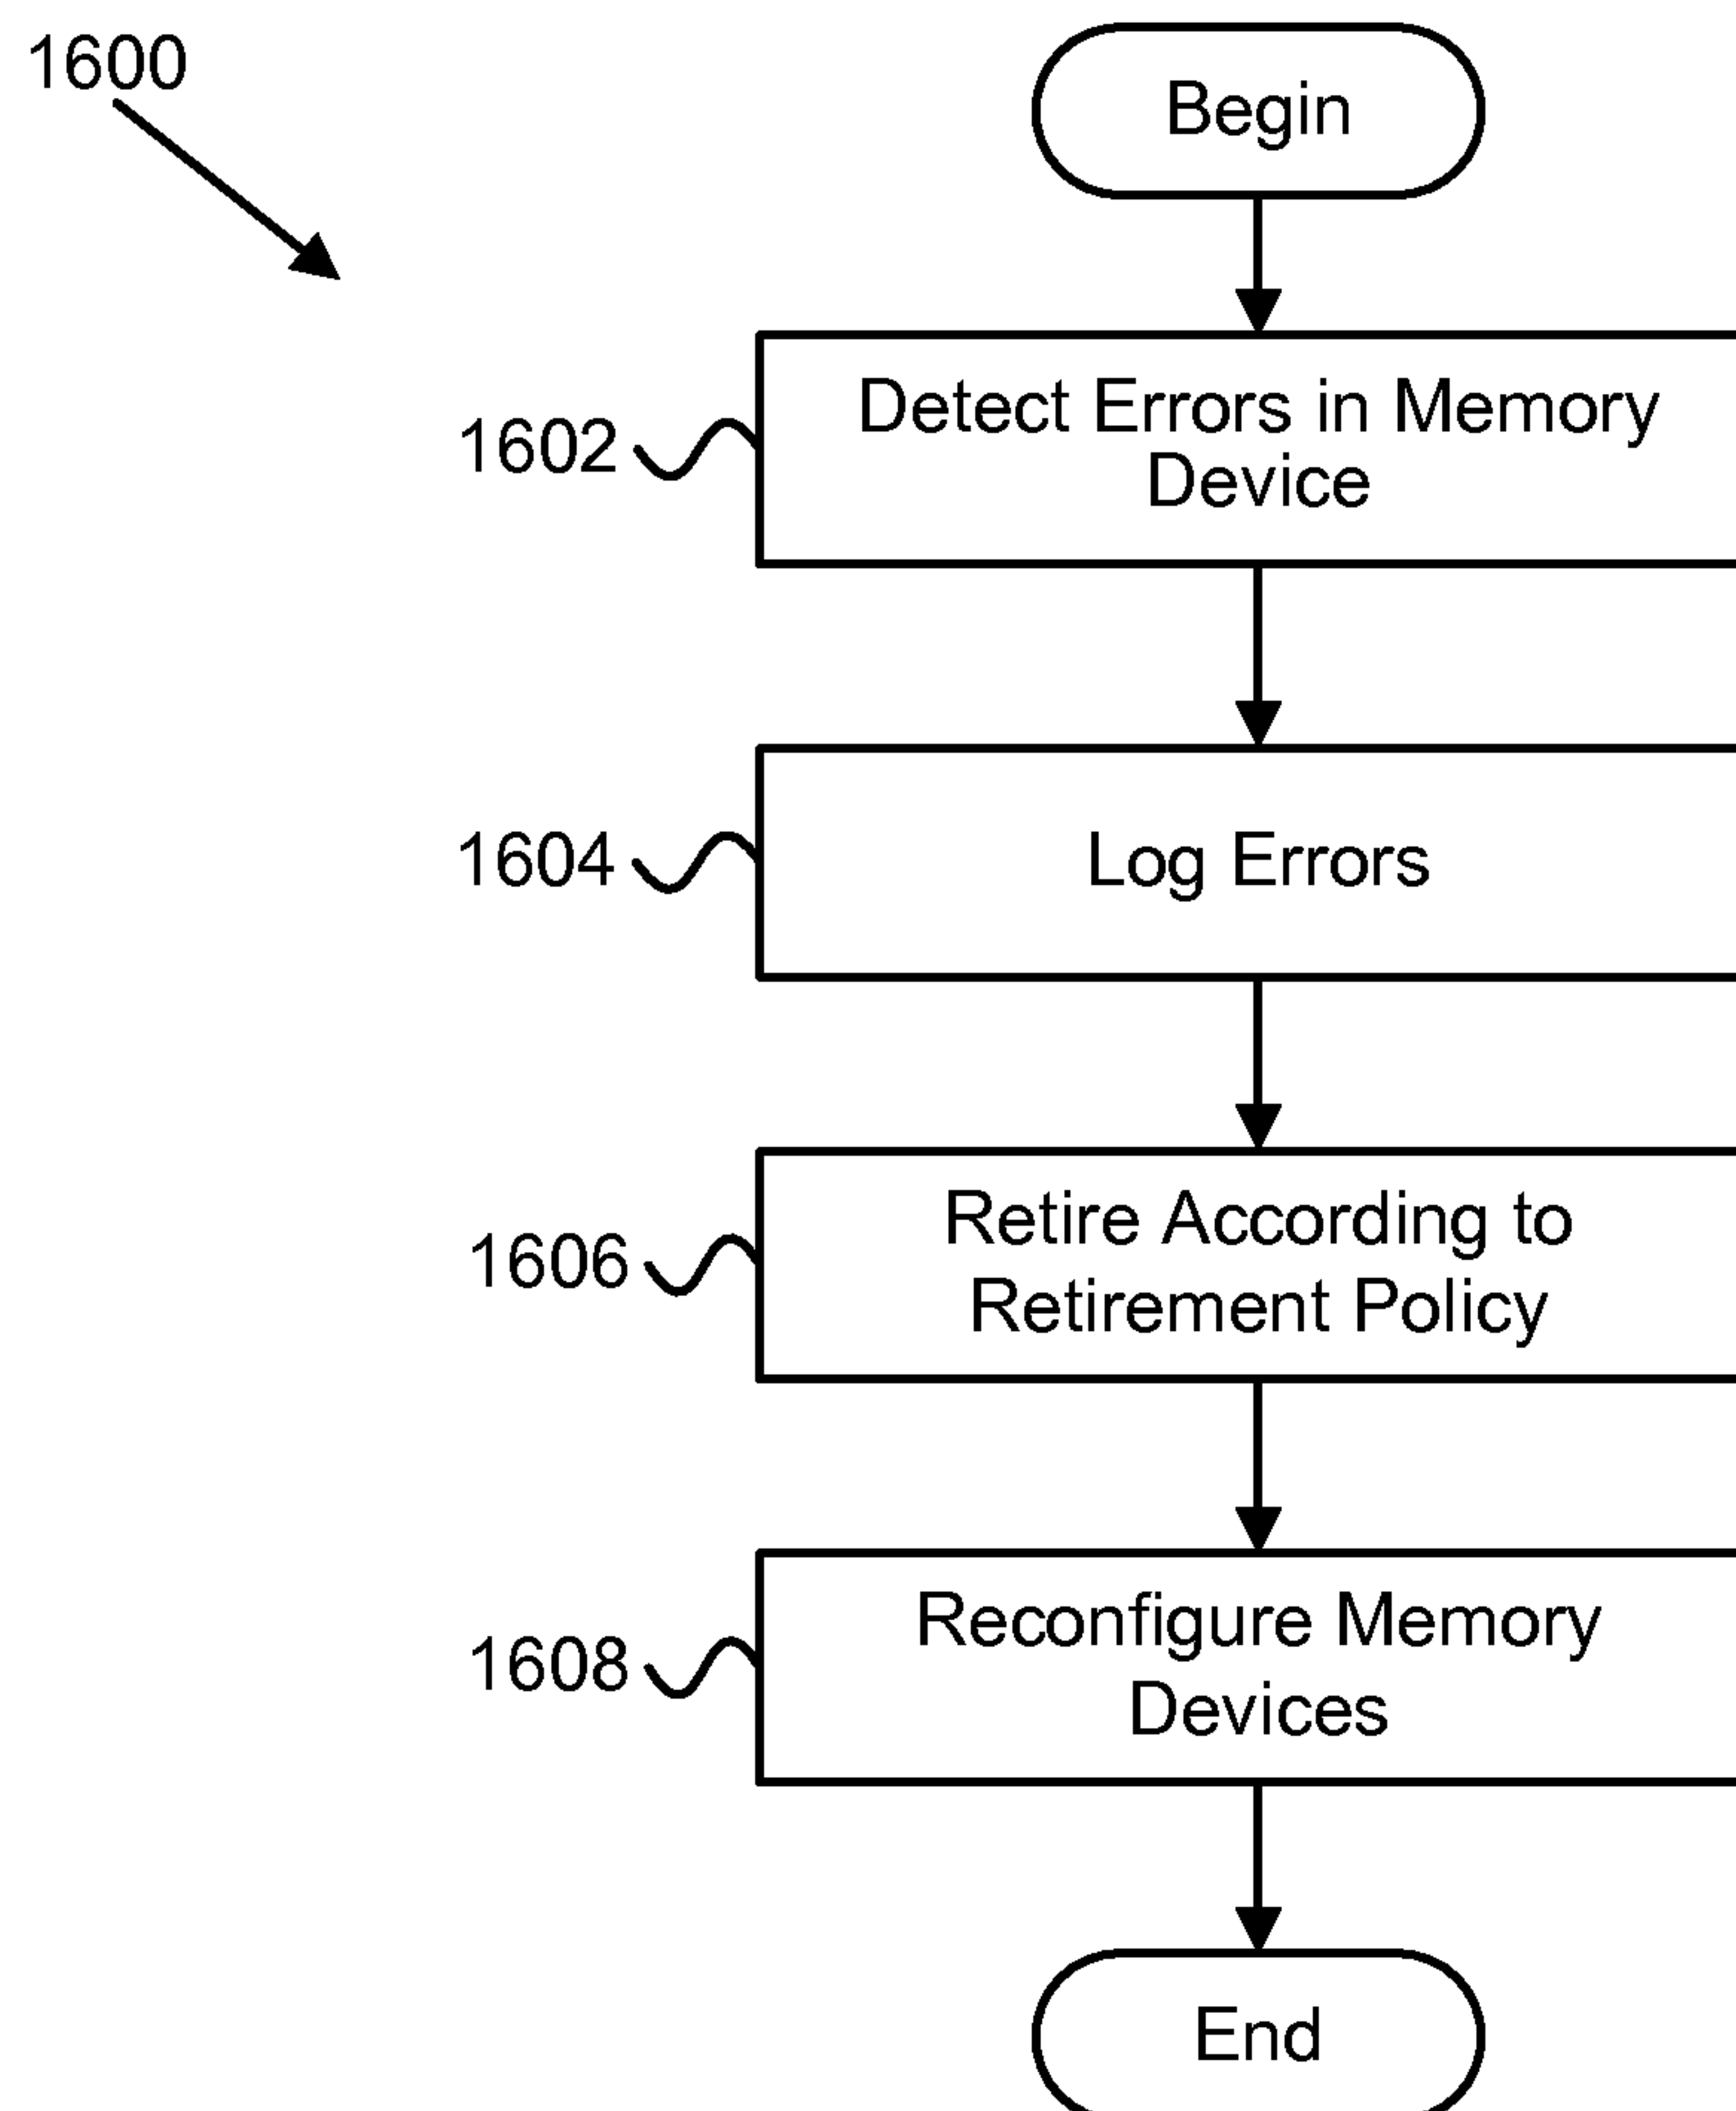 1600
Begin
1602
Detect Errors in Memory
Device
1604
Log Errors
1606
Retire According to
Retirement Policy
1608
Reconfigure Memory
Devices
End